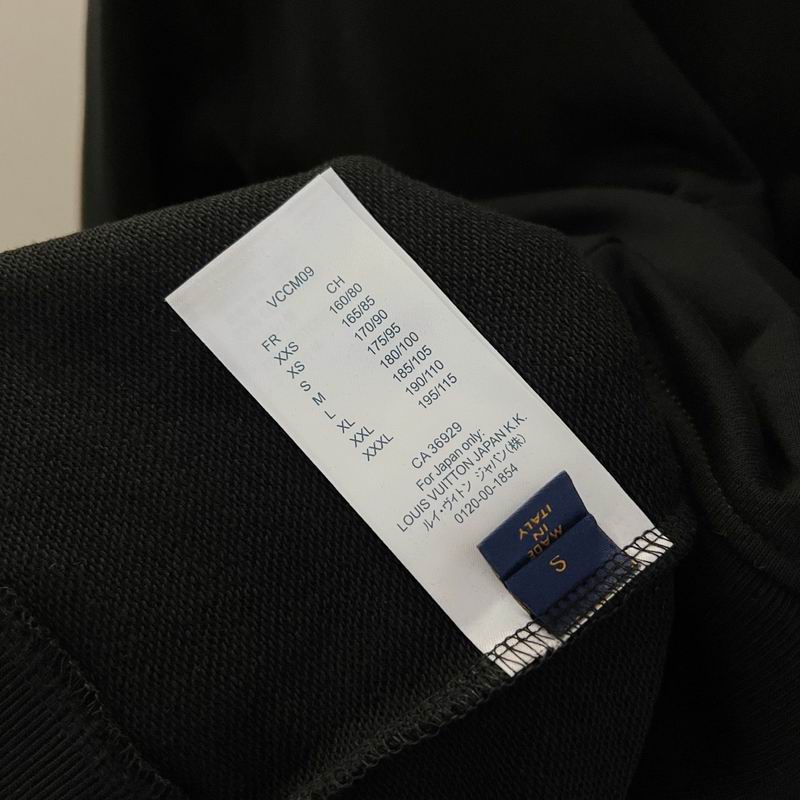 VCCM09
FR CH
XXS 160/80
XS 165/85
S 170/90
M 175/95
L 180/100
XL 185/105
XXL 190/110
XXXL 195/115
CA 36929
For Japan only:
LOUIS VUITTON JAPAN K.K.
ルイ・ヴィトン ジャパン(株)
0120-00-1854
MADE
IN
ITALY
S